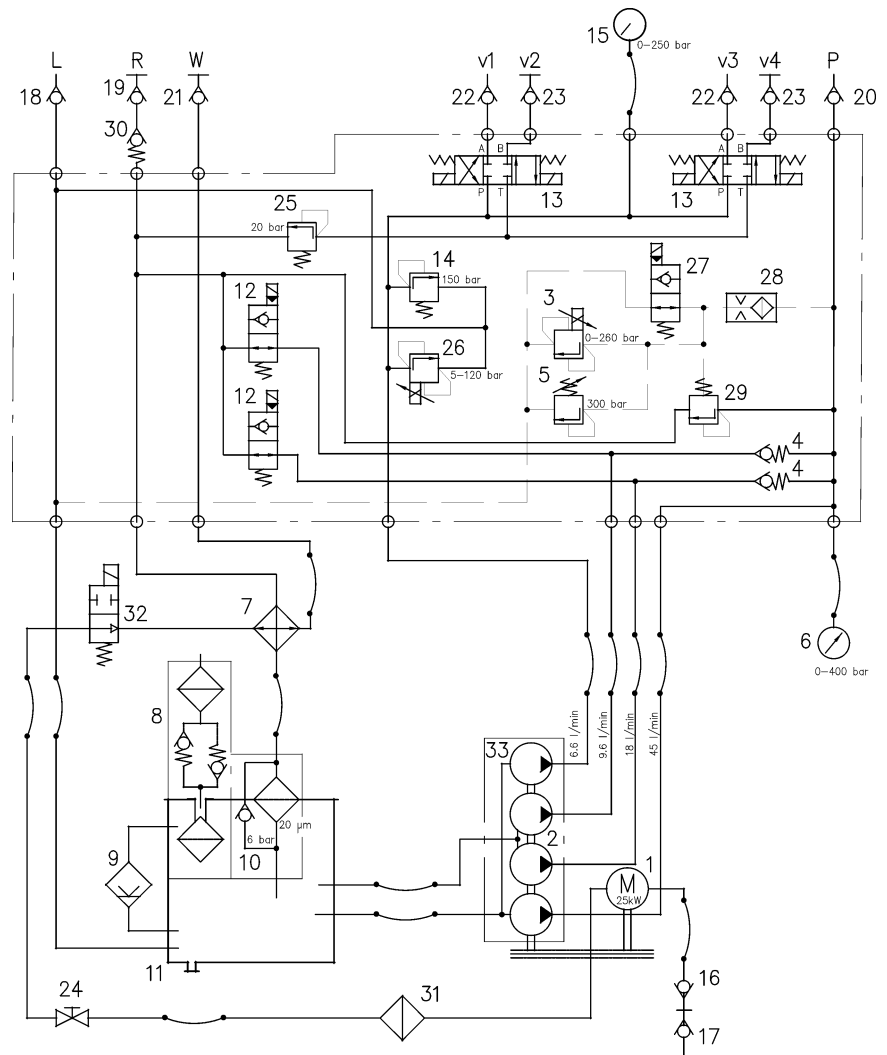 15
0-250 bar
L
R
W
v1
v2
v3
v4
P
18
19
21
22
23
22
23
20
30
A
B
A
B
P
T
P
T
13
13
25
20 bar
14
150 bar
27
28
12
3
0-260 bar
26
5-120 bar
12
5
300 bar
29
4
4
32
7
6
0-400 bar
8
6.6 l/min
9.6 l/min
18 l/min
45 l/min
33
20 µm
6 bar
2
9
10
1
M
25kW
11
24
31
16
17